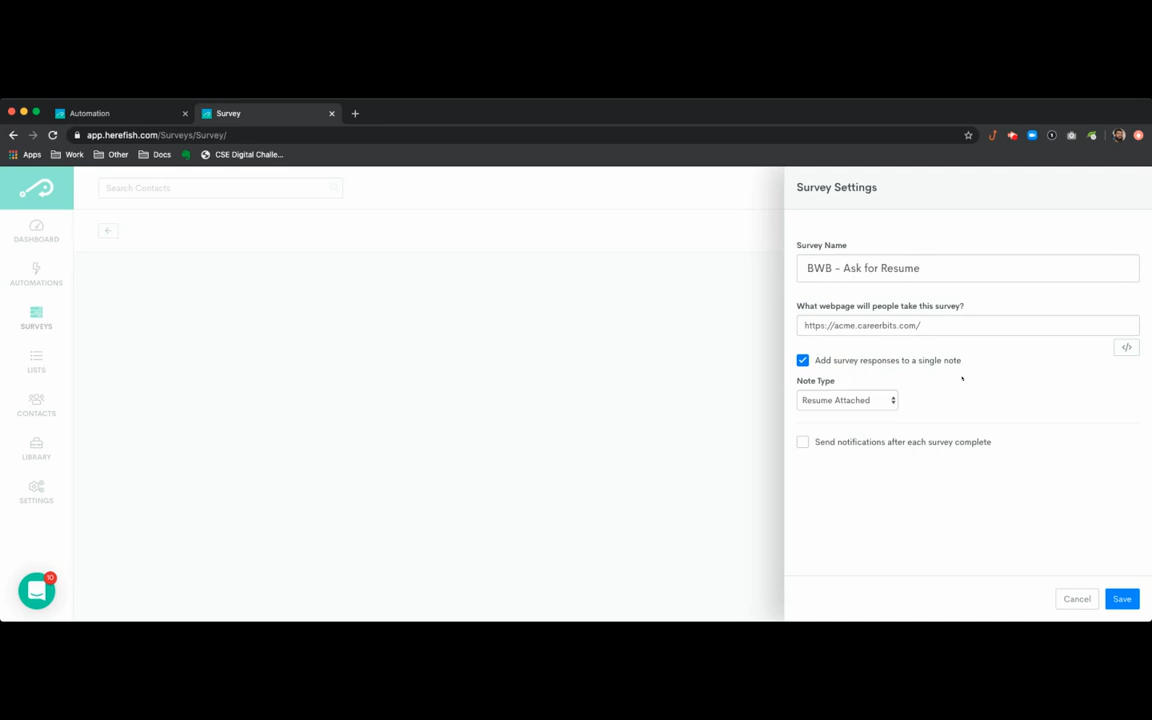 Automation
Survey
app.herefish.com/Surveys/Survey/
Apps
Work
Other
Docs
CSE Digital Challe...
Search Contacts
DASHBOARD
AUTOMATIONS
SURVEYS
LISTS
CONTACTS
LIBRARY
SETTINGS
10
Survey Settings
Survey Name
BWB - Ask for Resume
What webpage will people take this survey?
https://acme.careerbits.com/
</>
Add survey responses to a single note
Note Type
Resume Attached
Send notifications after each survey complete
Cancel
Save